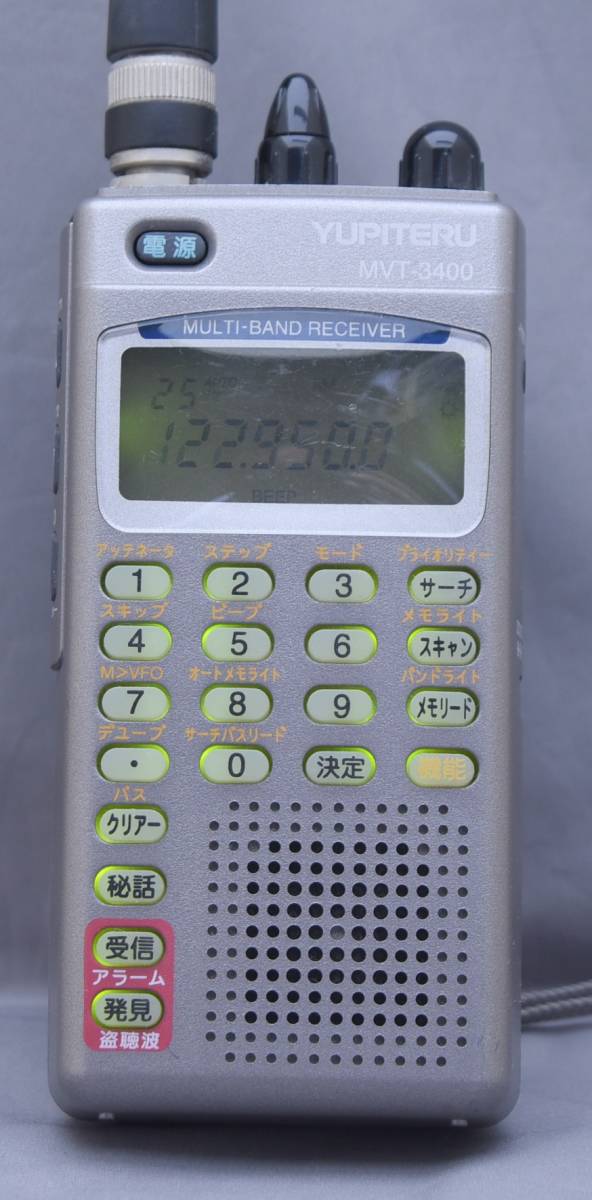 電源
YUPITERU
MVT-3400
MULTI-BAND RECEIVER
25 AUTO
122.950.0
BEEP
アッテネータ ステップ モード プライオリティー
1 2 3 サーチ
スキップ ビープ メモライト
4 5 6 スキャン
M>VFO オートメモライト バンドライト
7 8 9 メモリード
デュープ サーチパスリード
・ 0 決定 機能
パス
クリアー
秘話
受信
アラーム
発見
盗聴波